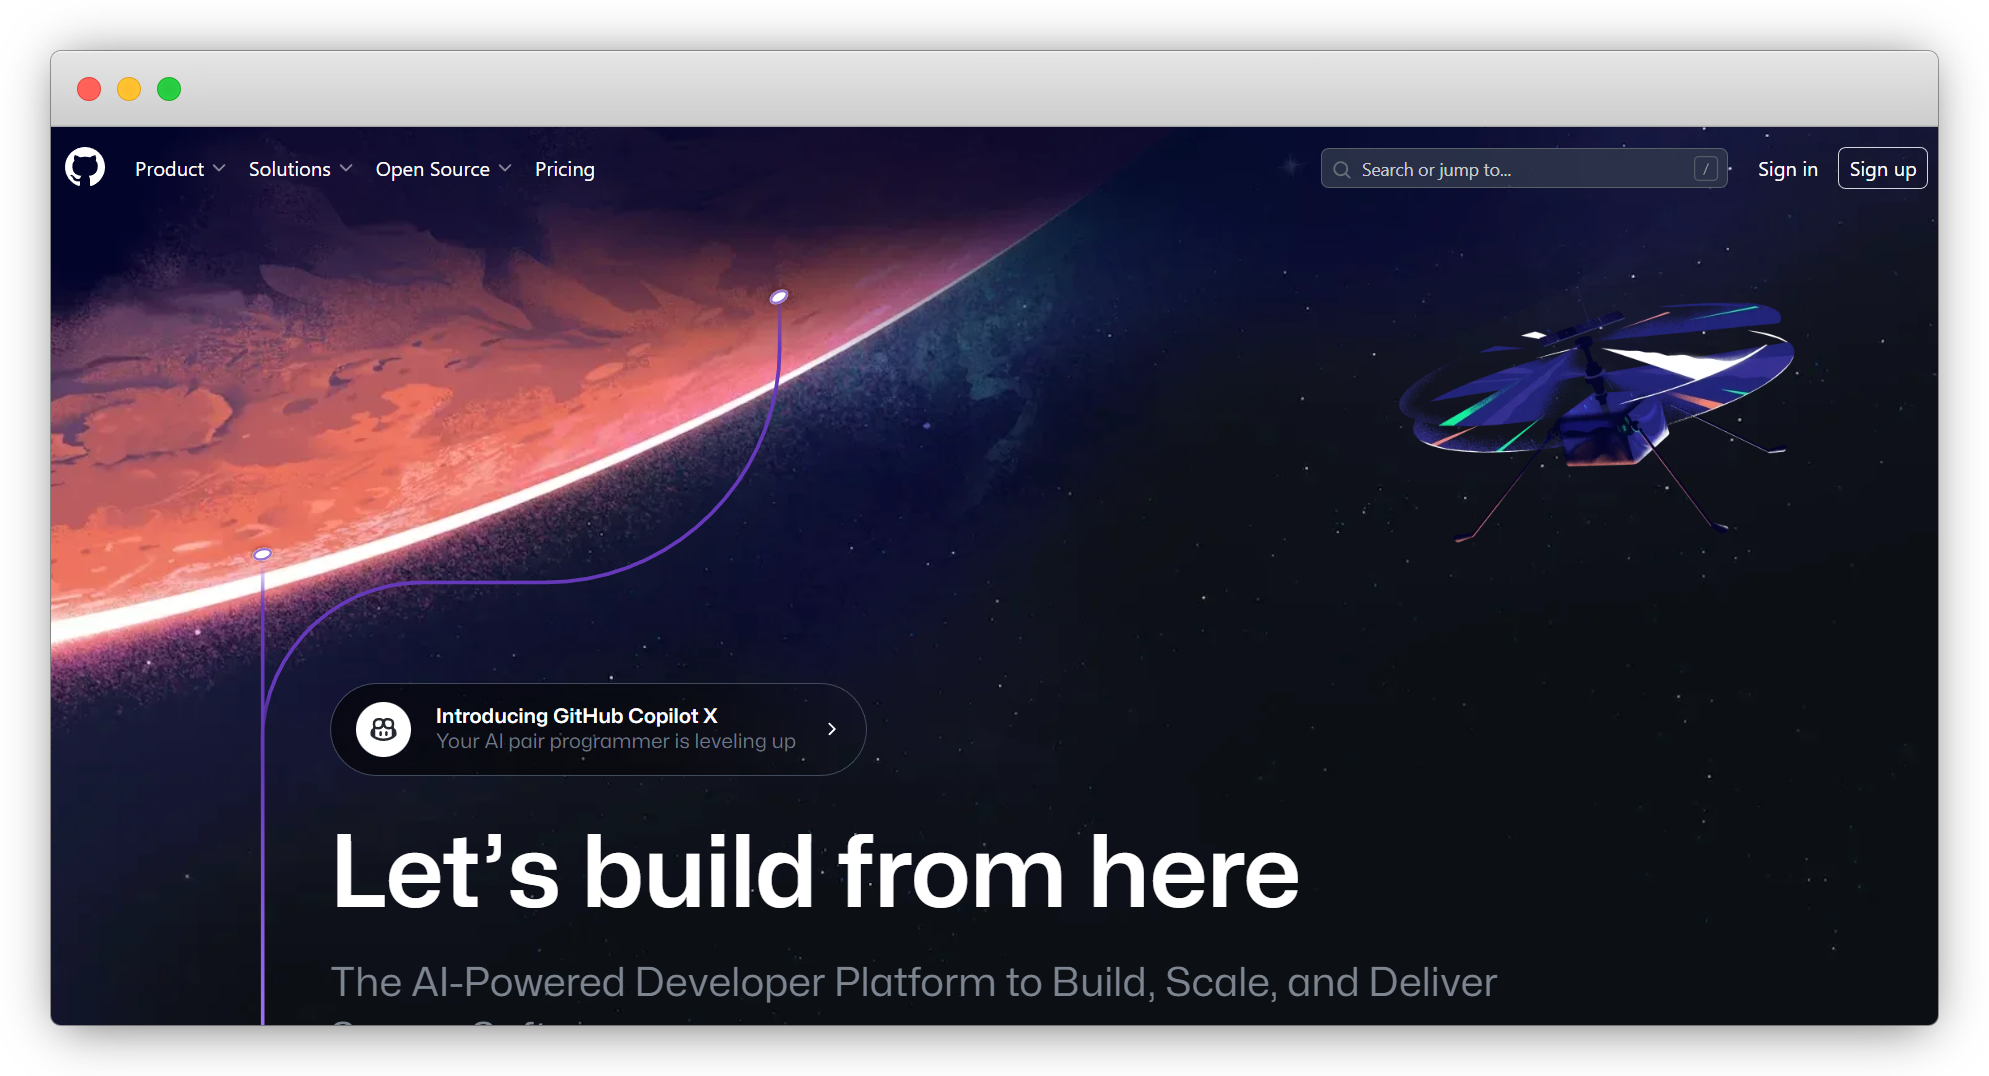 Product
Solutions
Open Source
Pricing
Search or jump to...
/
Sign in
Sign up
Introducing GitHub Copilot X
Your AI pair programmer is leveling up
Let’s build from here
The AI-Powered Developer Platform to Build, Scale, and Deliver